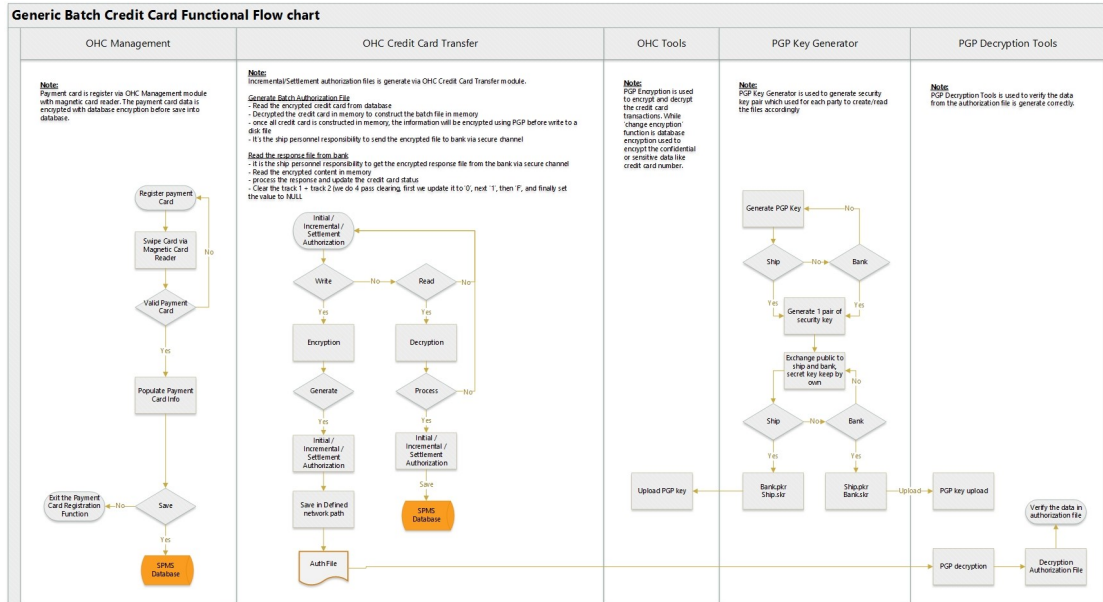 Generic Batch Credit Card Functional Flow chart
OHC Management
OHC Credit Card Transfer
OHC Tools
PGP Key Generator
PGP Decryption Tools
Note:
Payment card is register via OHC Management module
with magnetic card reader. The payment card data is
encrypted with database encryption before save into
database.
Register payment
Card
Swipe Card via
Magnetic Card
Reader
No
Valid Payment
Card
Yes
Populate Payment
Card Info
Save
No
Exit the Payment
Card Registration
Function
Yes
SPMS
Database
Note:
Incremental/Settlement authorization files is generate via OHC Credit Card Transfer module.
Generate Batch Authorization File
- Read the encrypted credit card from database
- Decrypted the credit card in memory to construct the batch file in memory
- once all credit card is constructed in memory, the information will be encrypted using PGP before write to a
disk file
- It's the ship personnel responsibility to send the encrypted file to bank via secure channel
Read the response file from bank
- it is the ship personnel responsibility to get the encrypted response file from the bank via secure channel
- Read the encrypted content in memory
- process the response and update the credit card status
- Clear the track 1 + track 2 (we do 4 pass clearing, first we update it to '0', next '1', then 'F', and finally set
the value to NULL
Initial /
Incremental /
Settlement
Authorization
Write
No
Read
No
Yes
Yes
Encryption
Decryption
Generate
Process
No
Yes
Yes
Initial /
Incremental /
Settlement
Authorization
Initial /
Incremental /
Settlement
Authorization
Save
Save in Defined
network path
SPMS
Database
Auth File
Note:
PGP Encryption is used
to encrypt and decrypt
the credit card
transactions. While
'change encryption'
function is database
encryption used to
encrypt the confidential
or sensitive data like
credit card number.
Upload PGP key
Note:
PGP Key Generator is used to generate security
key pair which used for each party to create/read
the files accordingly
Generate PGP Key
No
Ship
No
Bank
Yes
Yes
Generate 1 pair of
security key
Exchange public to
ship and bank,
secret key keep by
own
No
Ship
No
Bank
Yes
Yes
Bank.pkr
Ship.skr
Ship.pkr
Bank.skr
Upload
Note:
PGP Decryption Tools is used to verify the data
from the authorization file is generate correctly.
PGP key upload
Verify the data in
authorization file
PGP decryption
Decryption
Authorization File